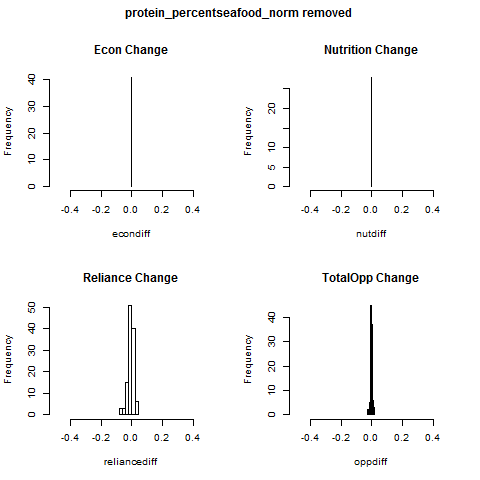 protein_percentseafood_norm removed
Econ Change
Frequency
0 10 20 30 40
-0.4 -0.2 0.0 0.2 0.4
econdiff
Nutrition Change
Frequency
0 5 10 20
-0.4 -0.2 0.0 0.2 0.4
nutdiff
Reliance Change
Frequency
0 10 20 30 40 50
-0.4 -0.2 0.0 0.2 0.4
reliancediff
TotalOpp Change
Frequency
0 10 20 30 40
-0.4 -0.2 0.0 0.2 0.4
oppdiff